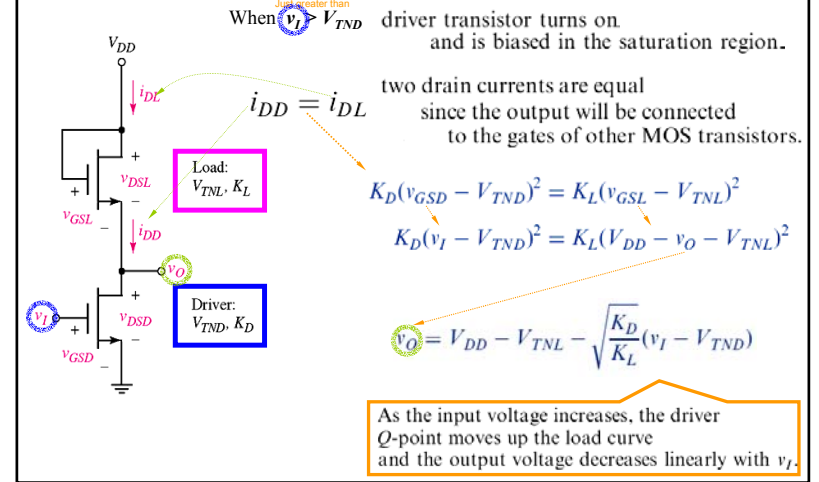 Just greater than
When v_I > V_TND driver transistor turns on
and is biased in the saturation region.
V_DD
i_DL
two drain currents are equal
since the output will be connected
to the gates of other MOS transistors.
i_DD = i_DL
+
v_DSL
−
+
v_GSL
−
Load:
V_TNL, K_L
K_D(v_GSD − V_TND)² = K_L(v_GSL − V_TNL)²
K_D(v_I − V_TND)² = K_L(V_DD − v_O − V_TNL)²
i_DD
v_O
+
v_DSD
−
v_I
+
v_GSD
−
Driver:
V_TND, K_D
v_O = V_DD − V_TNL − √(K_D/K_L)(v_I − V_TND)
As the input voltage increases, the driver
Q-point moves up the load curve
and the output voltage decreases linearly with v_I.